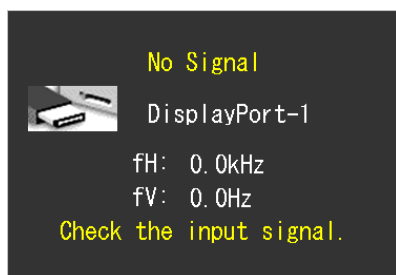 No Signal
DisplayPort-1
fH: 0.0kHz
fV: 0.0Hz
Check the input signal.